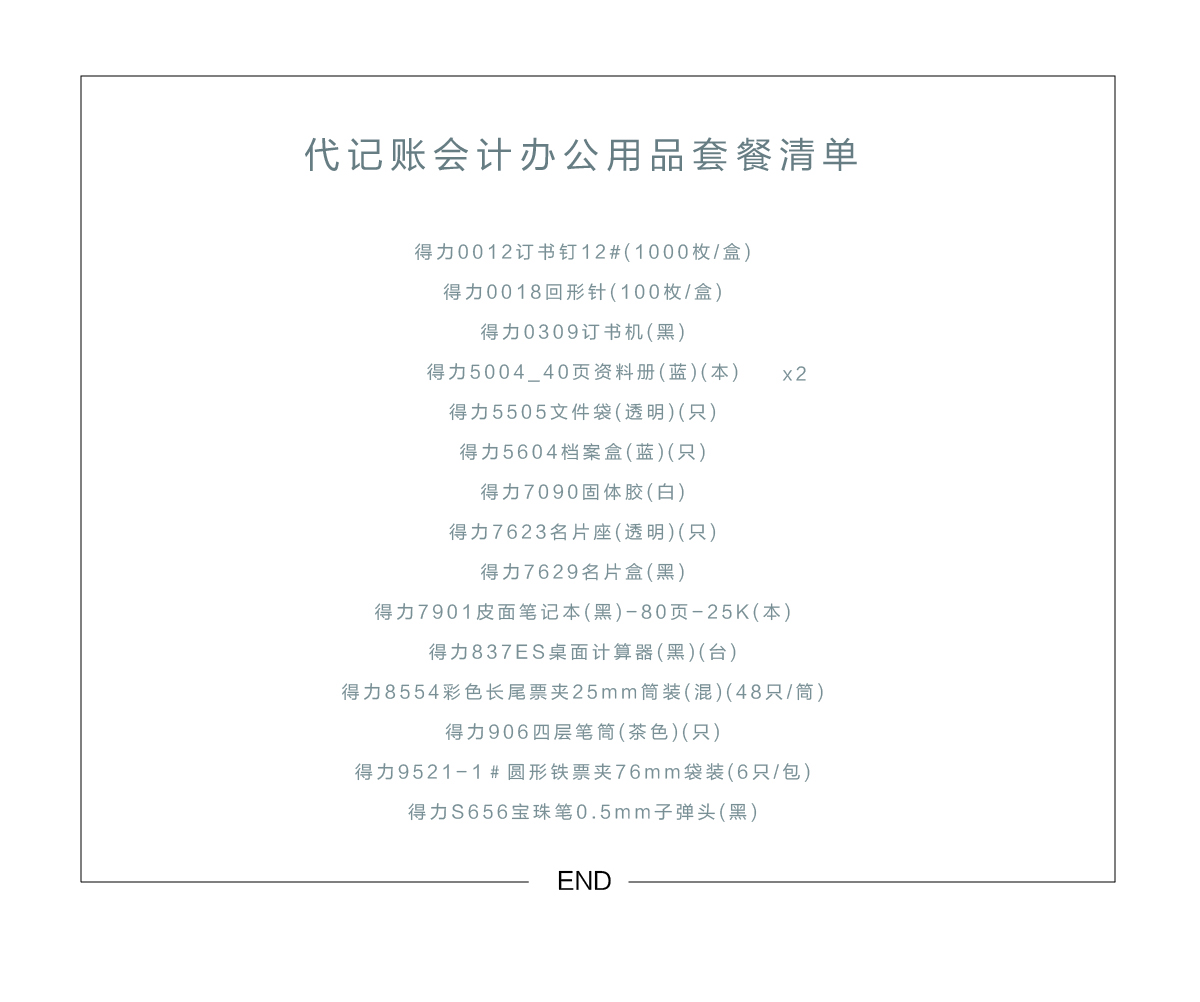 代记账会计办公用品套餐清单
得力0012订书钉12#(1000枚/盒)
得力0018回形针(100枚/盒)
得力0309订书机(黑)
得力5004_40页资料册(蓝)(本) x2
得力5505文件袋(透明)(只)
得力5604档案盒(蓝)(只)
得力7090固体胶(白)
得力7623名片座(透明)(只)
得力7629名片盒(黑)
得力7901皮面笔记本(黑)-80页-25K(本)
得力837ES桌面计算器(黑)(台)
得力8554彩色长尾票夹25mm筒装(混)(48只/筒)
得力906四层笔筒(茶色)(只)
得力9521-1#圆形铁票夹76mm袋装(6只/包)
得力S656宝珠笔0.5mm子弹头(黑)
END